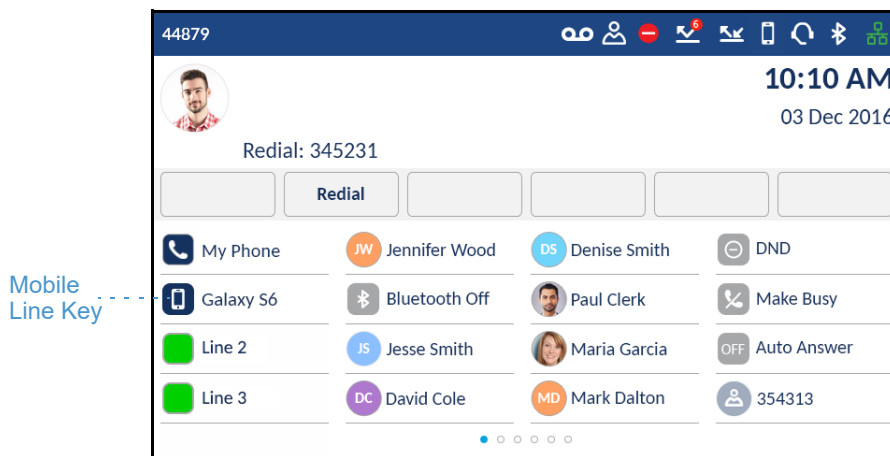 44879
6
10:10 AM
03 Dec 2016
Redial: 345231
Redial
My Phone
JW Jennifer Wood
DS Denise Smith
DND
Mobile
Line Key
Galaxy S6
Bluetooth Off
Paul Clerk
Make Busy
Line 2
JS Jesse Smith
Maria Garcia
OFF Auto Answer
Line 3
DC David Cole
MD Mark Dalton
354313